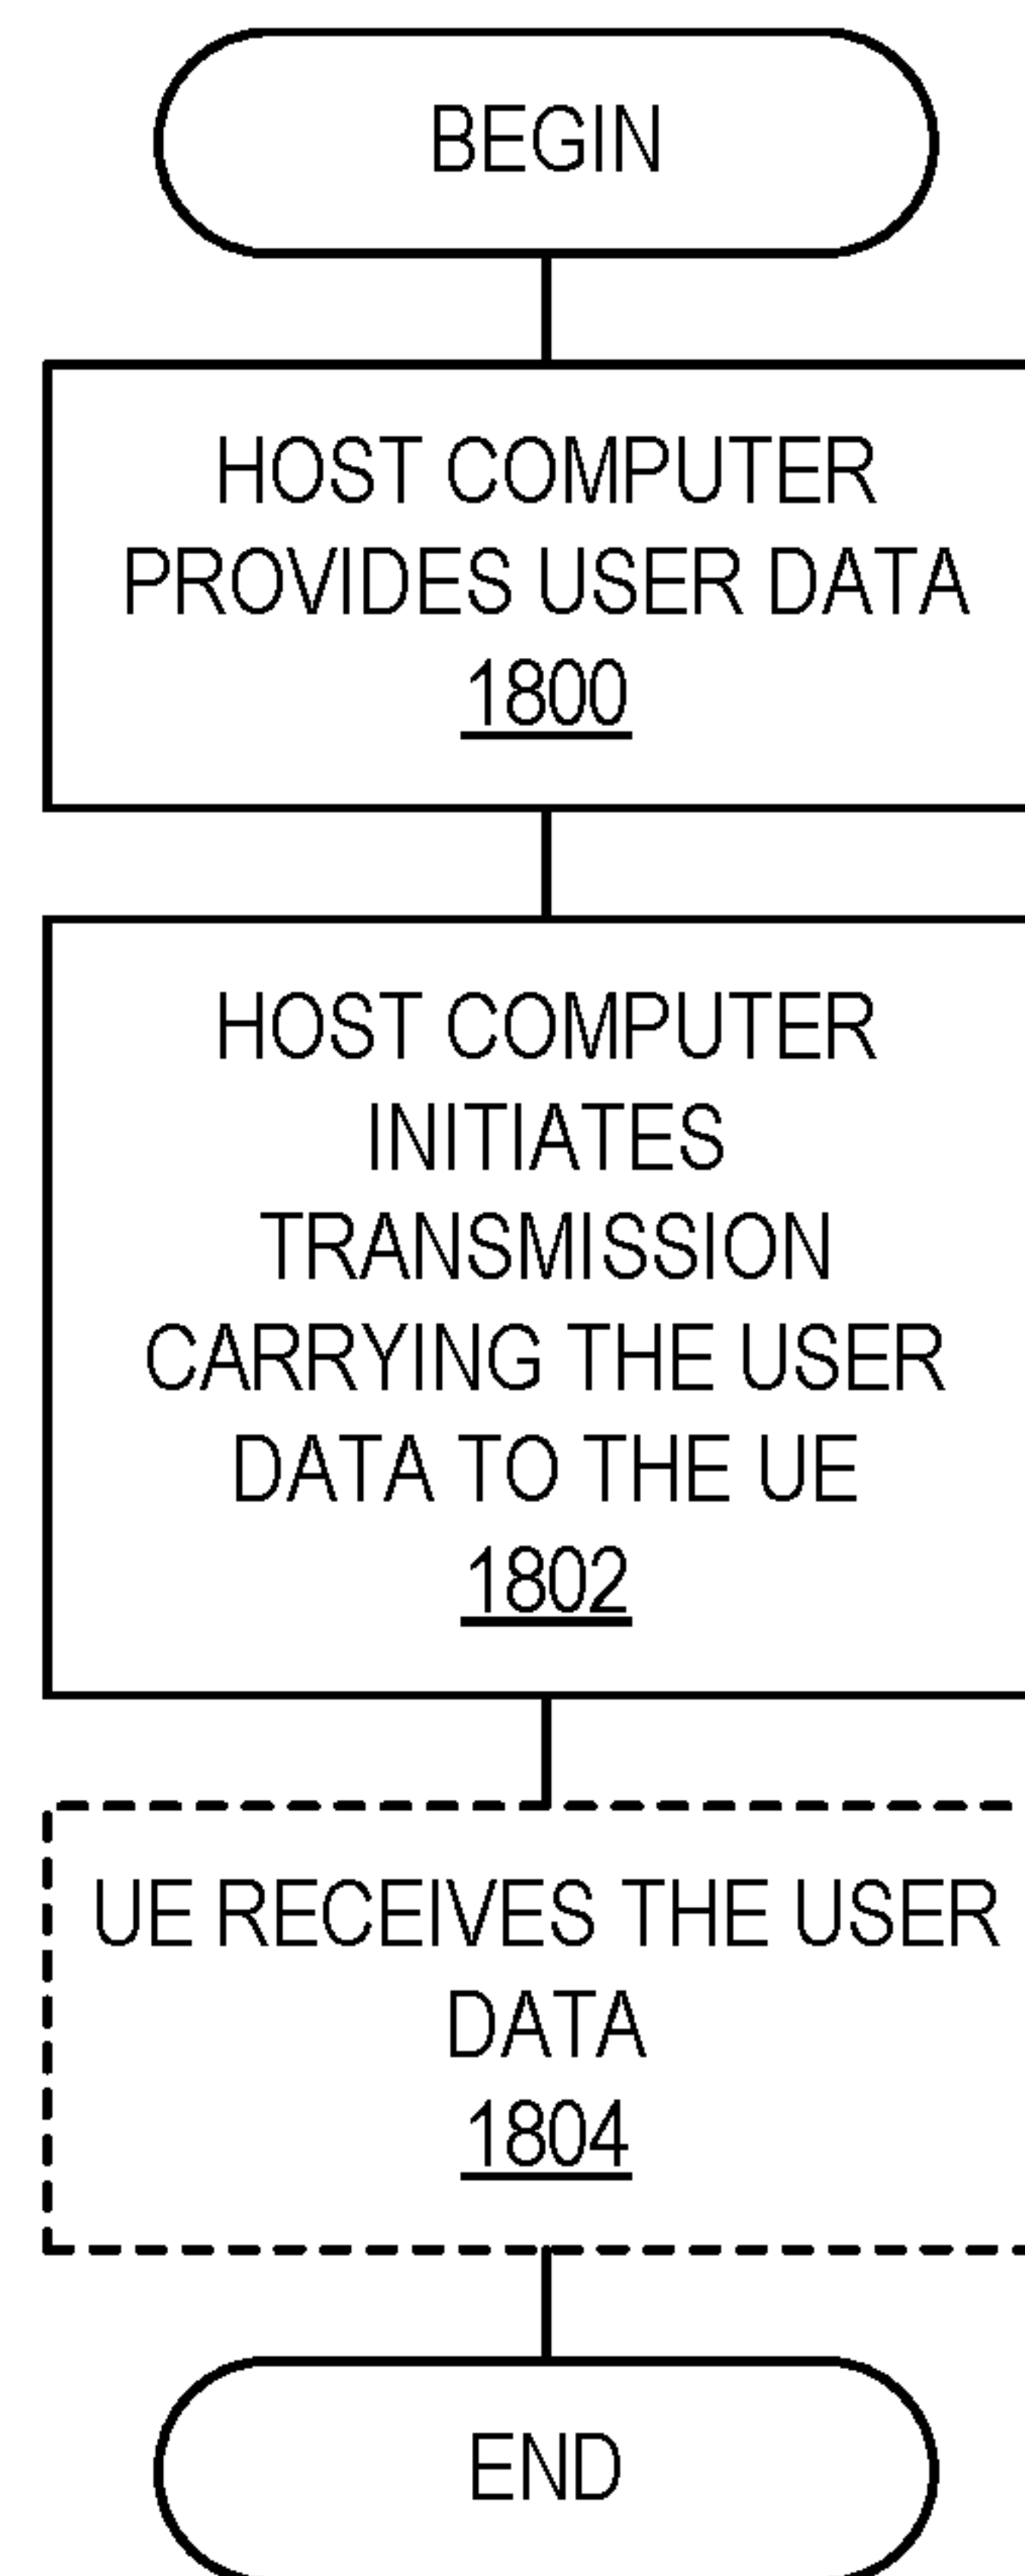 BEGIN
HOST COMPUTER
PROVIDES USER DATA
1800
HOST COMPUTER
INITIATES
TRANSMISSION
CARRYING THE USER
DATA TO THE UE
1802
UE RECEIVES THE USER
DATA
1804
END